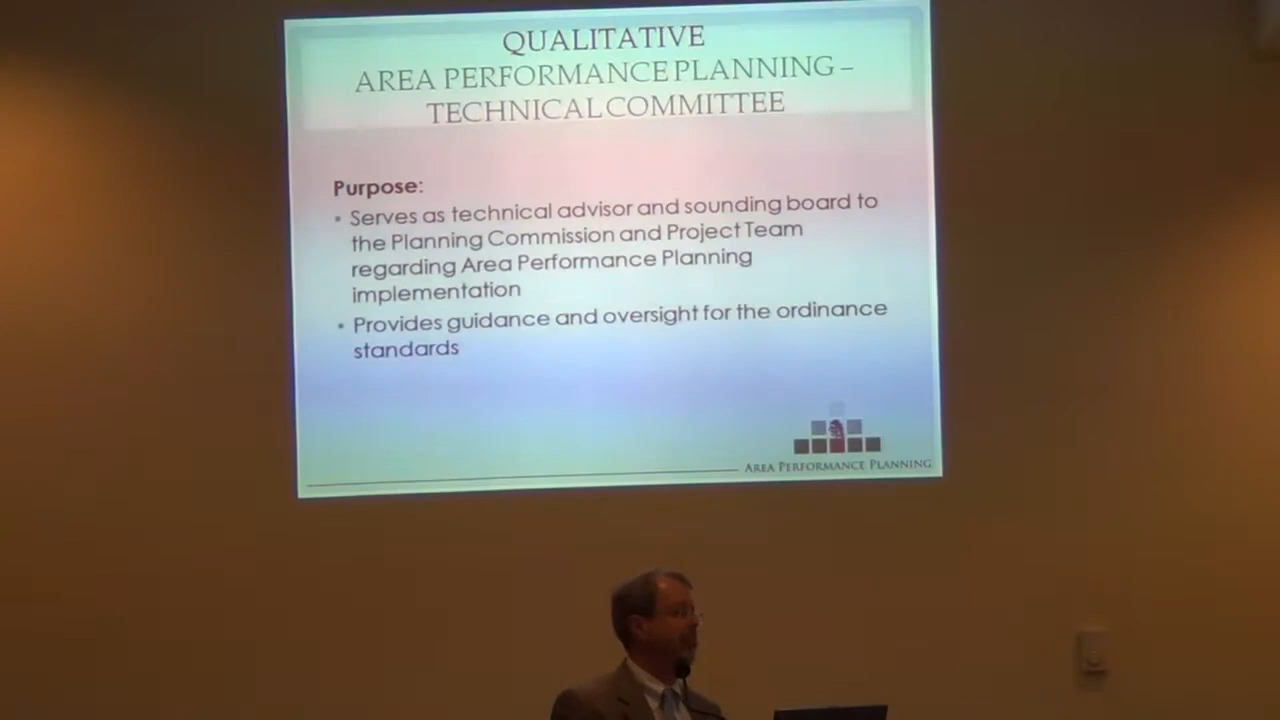 QUALITATIVE
AREA PERFORMANCE PLANNING –
TECHNICAL COMMITTEE
Purpose:
▪ Serves as technical advisor and sounding board to
the Planning Commission and Project Team
regarding Area Performance Planning
implementation
▪ Provides guidance and oversight for the ordinance
standards
AREA PERFORMANCE PLANNING